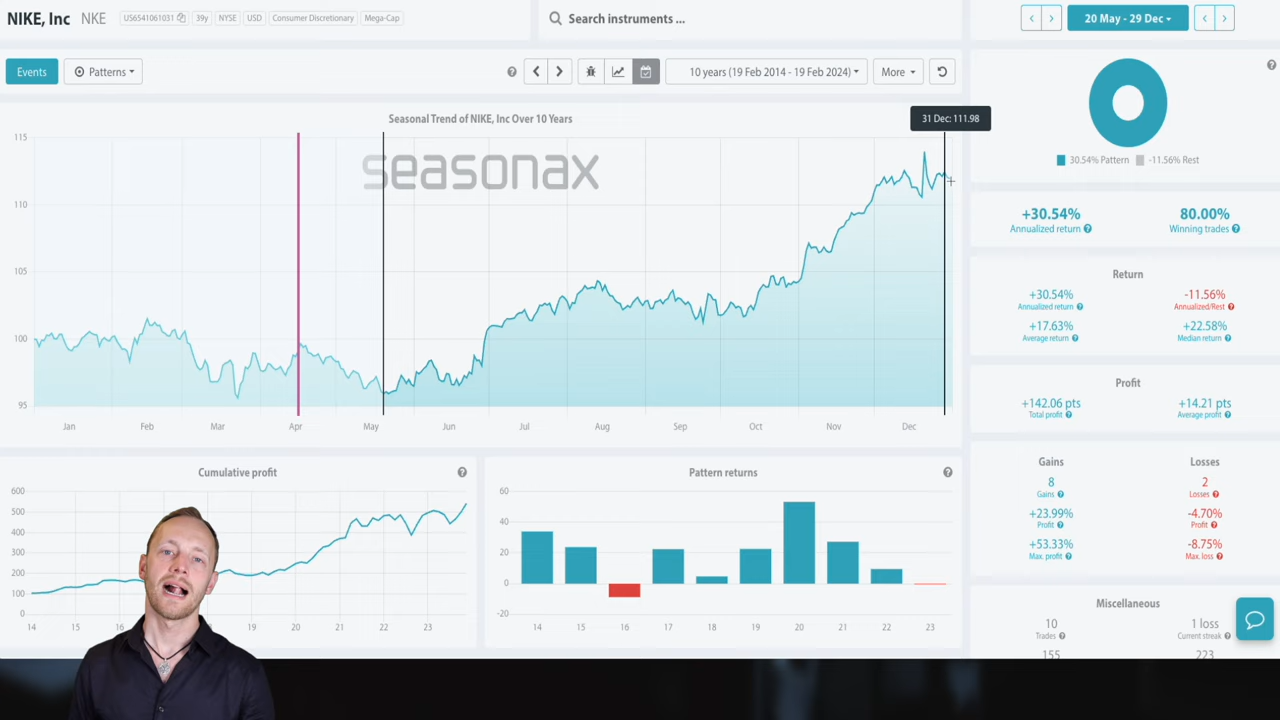 NIKE, Inc NKE US6541061031 39y NYSE USD Consumer Discretionary Mega-Cap
Search instruments ...
20 May - 29 Dec
Events
Patterns
10 years (19 Feb 2014 - 19 Feb 2024)
More
Seasonal Trend of NIKE, Inc Over 10 Years
31 Dec: 111.98
seasonax
115
110
105
100
95
Jan Feb Mar Apr May Jun Jul Aug Sep Oct Nov Dec
30.54% Pattern -11.56% Rest
+30.54% 80.00%
Annualized return Winning trades
Return
+30.54% -11.56%
Annualized return Annualized/Rest
+17.63% +22.58%
Average return Median return
Profit
+142.06 pts +14.21 pts
Total profit Average profit
Gains Losses
8 2
Gains Losses
+23.99% -4.70%
Profit Profit
+53.33% -8.75%
Max. profit Max. loss
Miscellaneous
10 1 loss
Trades Current streak
155 223
Cumulative profit
600
500
400
300
200
100
0
14 15 16 19 20 21 22 23
Pattern returns
60
40
20
0
-20
14 15 16 17 18 19 20 21 22 23